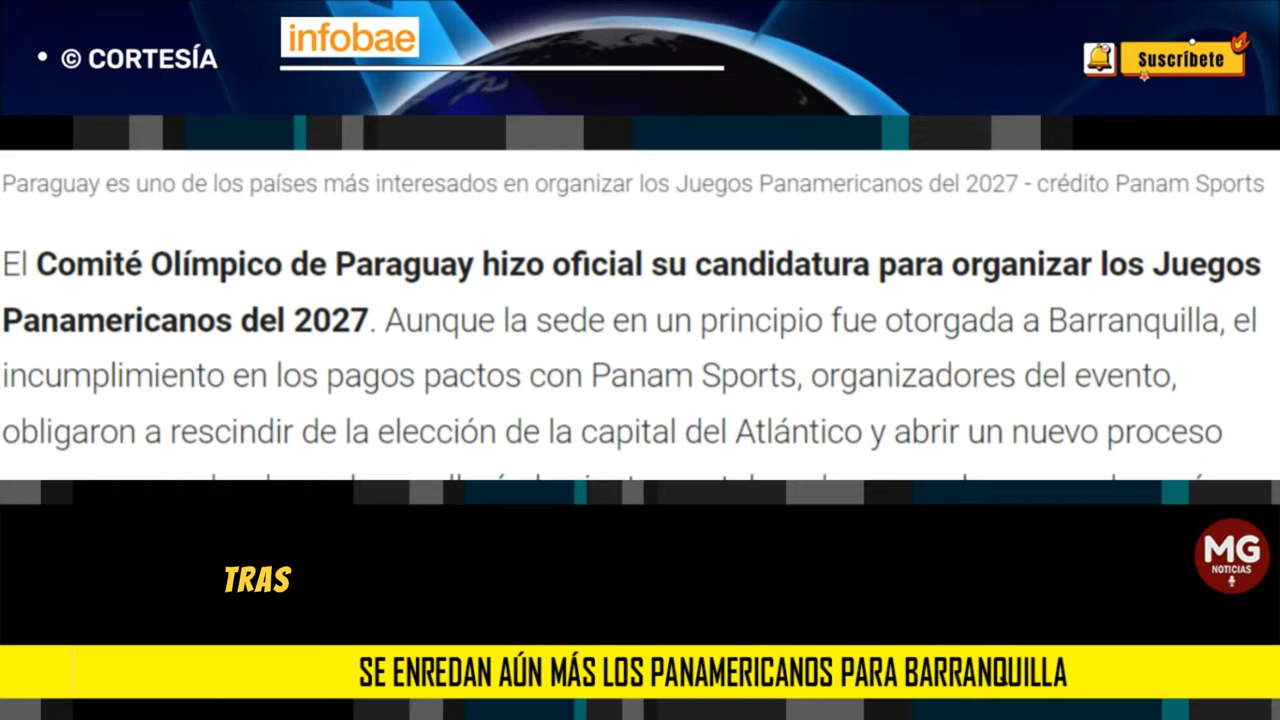 • © CORTESÍA
infobae
Suscríbete
Paraguay es uno de los países más interesados en organizar los Juegos Panamericanos del 2027 - crédito Panam Sports
El Comité Olímpico de Paraguay hizo oficial su candidatura para organizar los Juegos
Panamericanos del 2027. Aunque la sede en un principio fue otorgada a Barranquilla, el
incumplimiento en los pagos pactos con Panam Sports, organizadores del evento,
obligaron a rescindir de la elección de la capital del Atlántico y abrir un nuevo proceso
TRAS
MG
NOTICIAS
SE ENREDAN AÚN MÁS LOS PANAMERICANOS PARA BARRANQUILLA